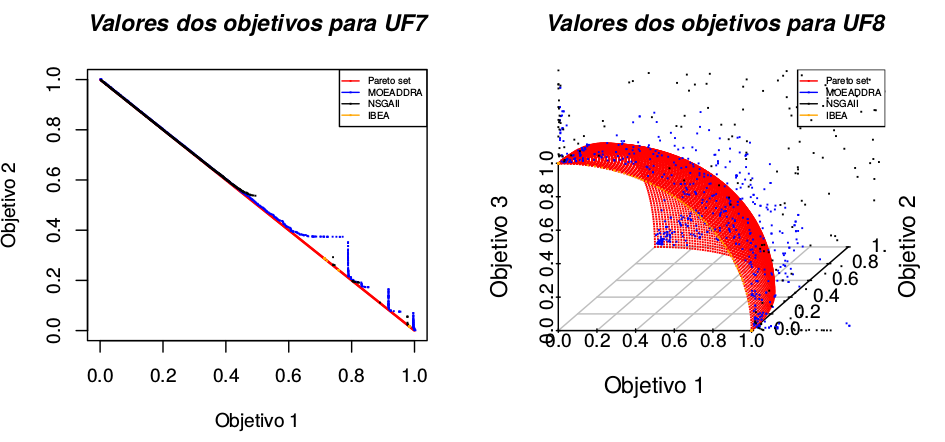 Valores dos objetivos para UF7
Objetivo 2
0.0 0.2 0.4 0.6 0.8 1.0
Pareto set
MOEADDRA
NSGAII
IBEA
0.0 0.2 0.4 0.6 0.8 1.0
Objetivo 1
Valores dos objetivos para UF8
Objetivo 3
0.0 0.2 0.4 0.6 0.8 1.0
Pareto set
MOEADDRA
NSGAII
IBEA
0.0 0.2 0.4 0.6 0.8 1.0
Objetivo 1
0.0 0.2 0.4 0.6 0.8 1.
Objetivo 2